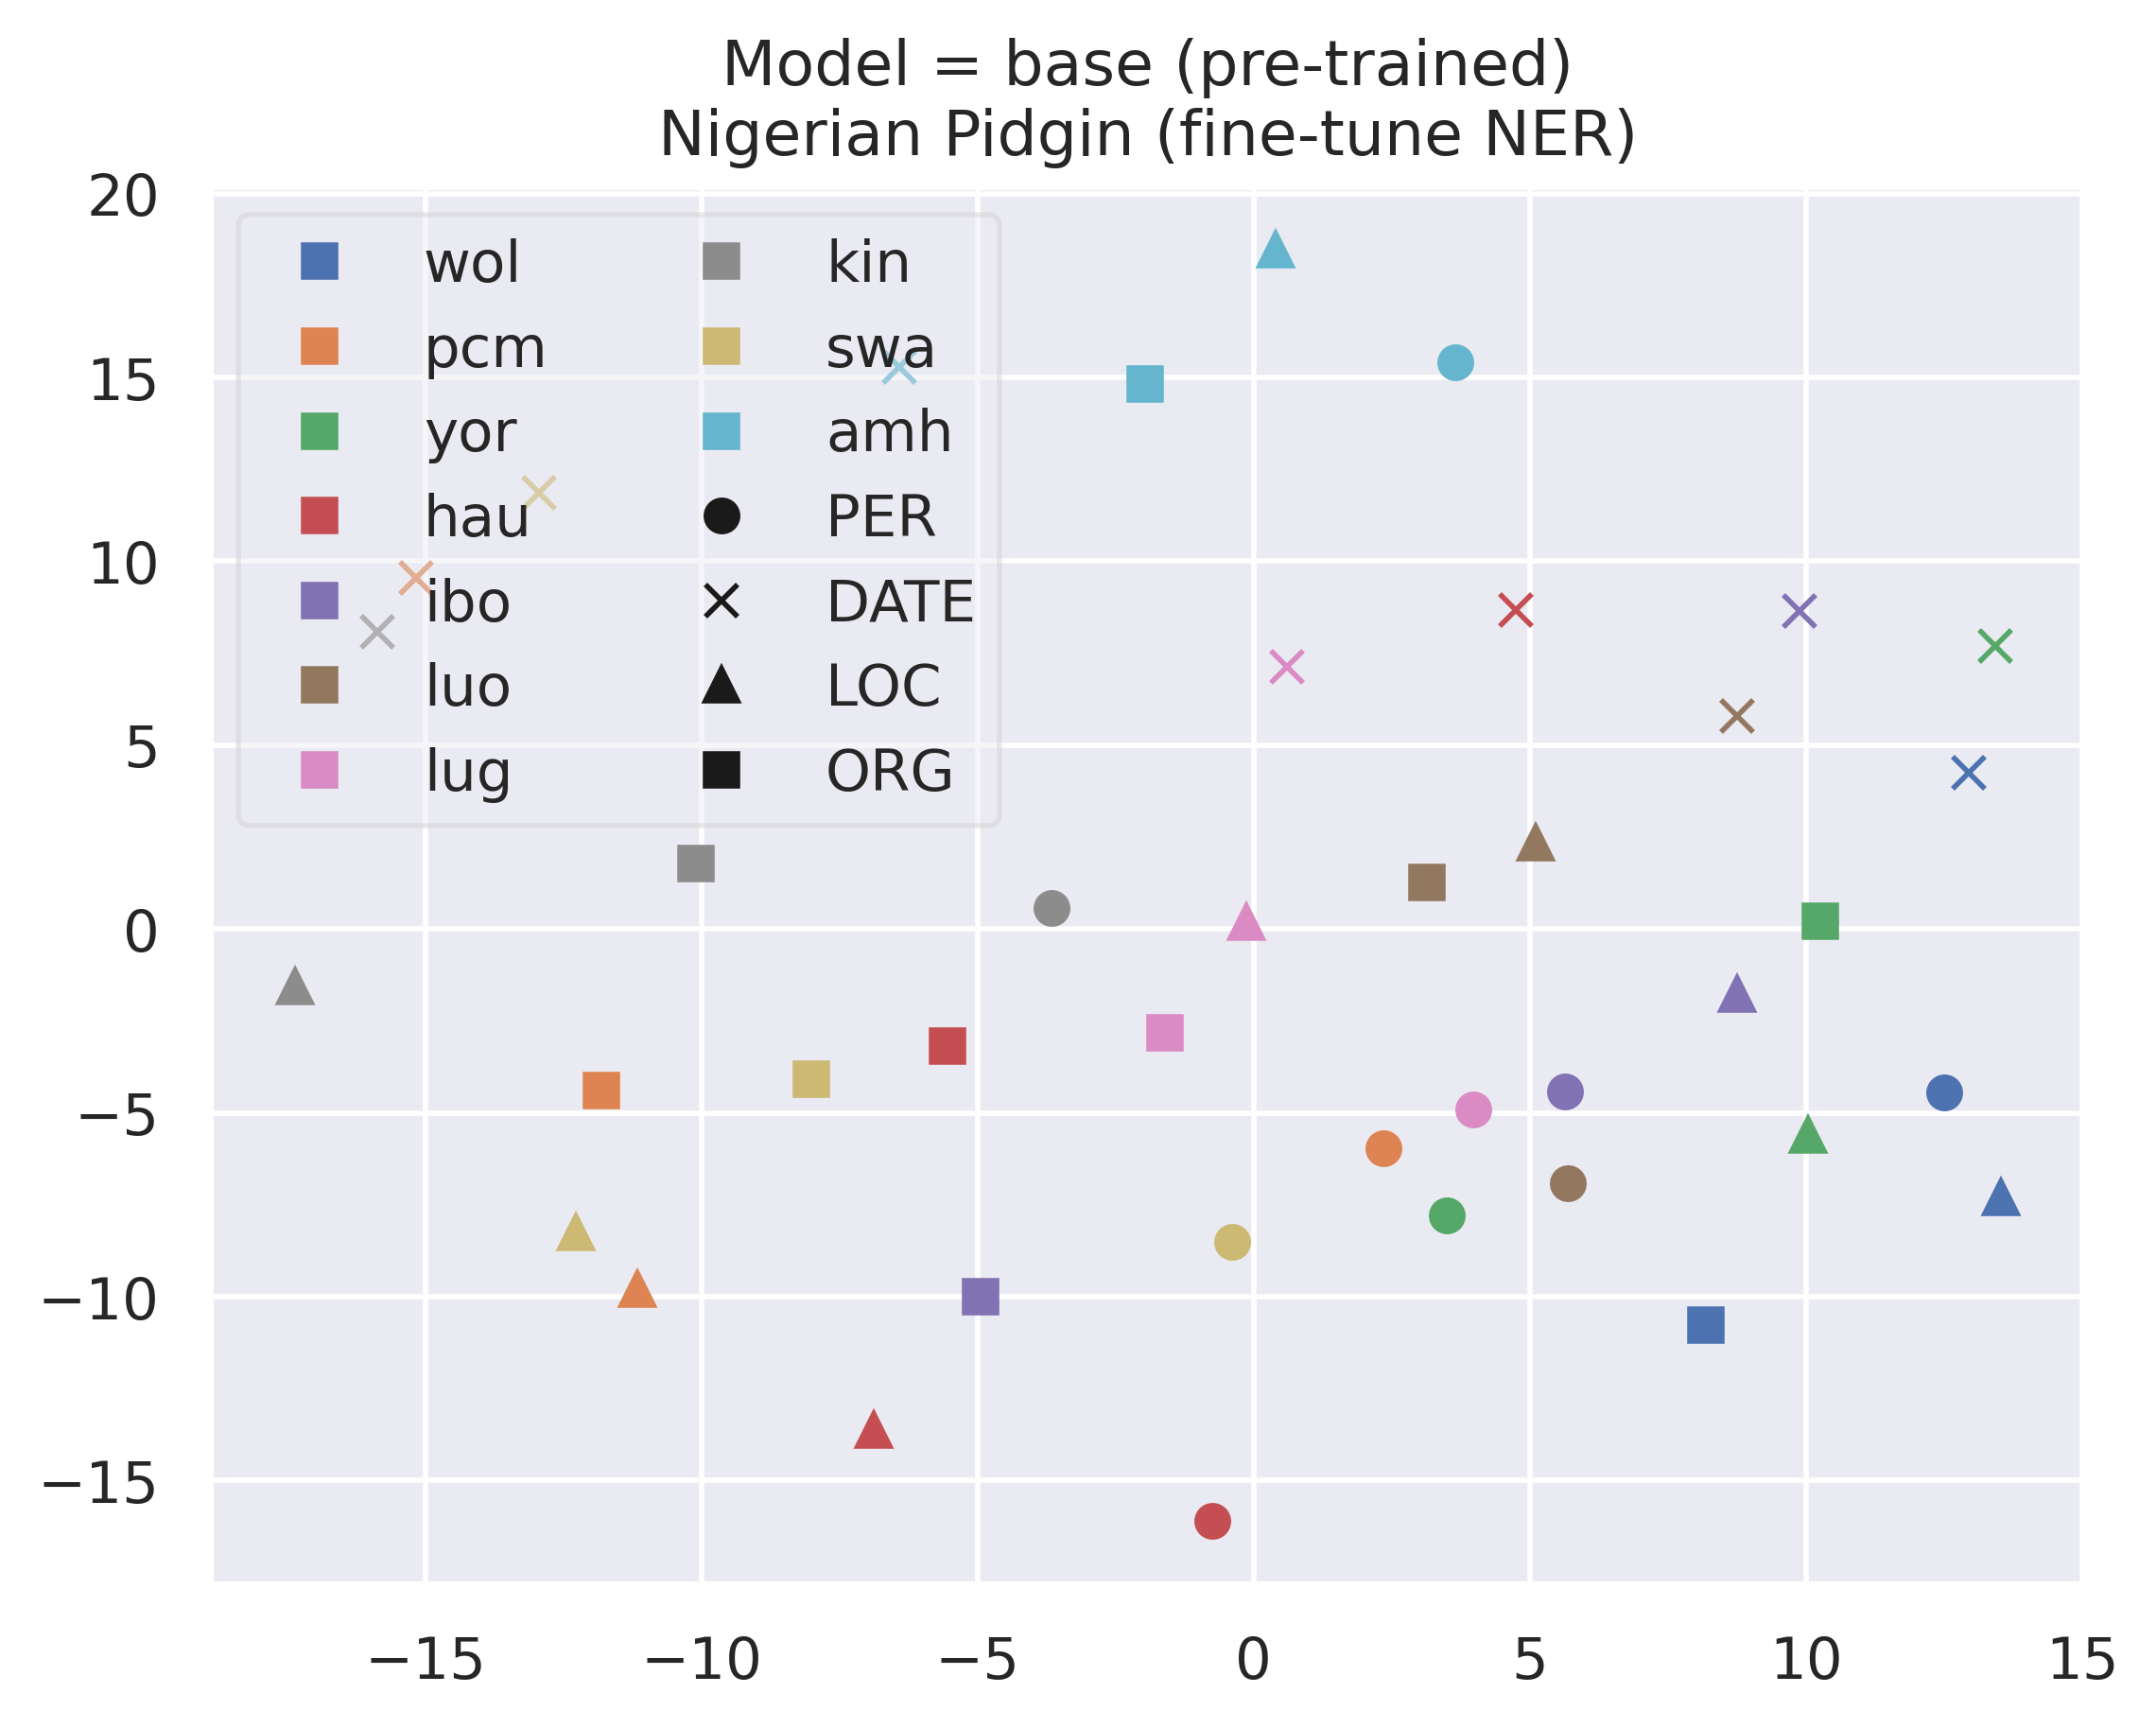 Model = base (pre-trained)
Nigerian Pidgin (fine-tune NER)
20
15
10
5
0
−5
−10
−15
wol
pcm
yor
hau
ibo
luo
lug
kin
swa
amh
PER
DATE
LOC
ORG
−15 −10 −5 0 5 10 15